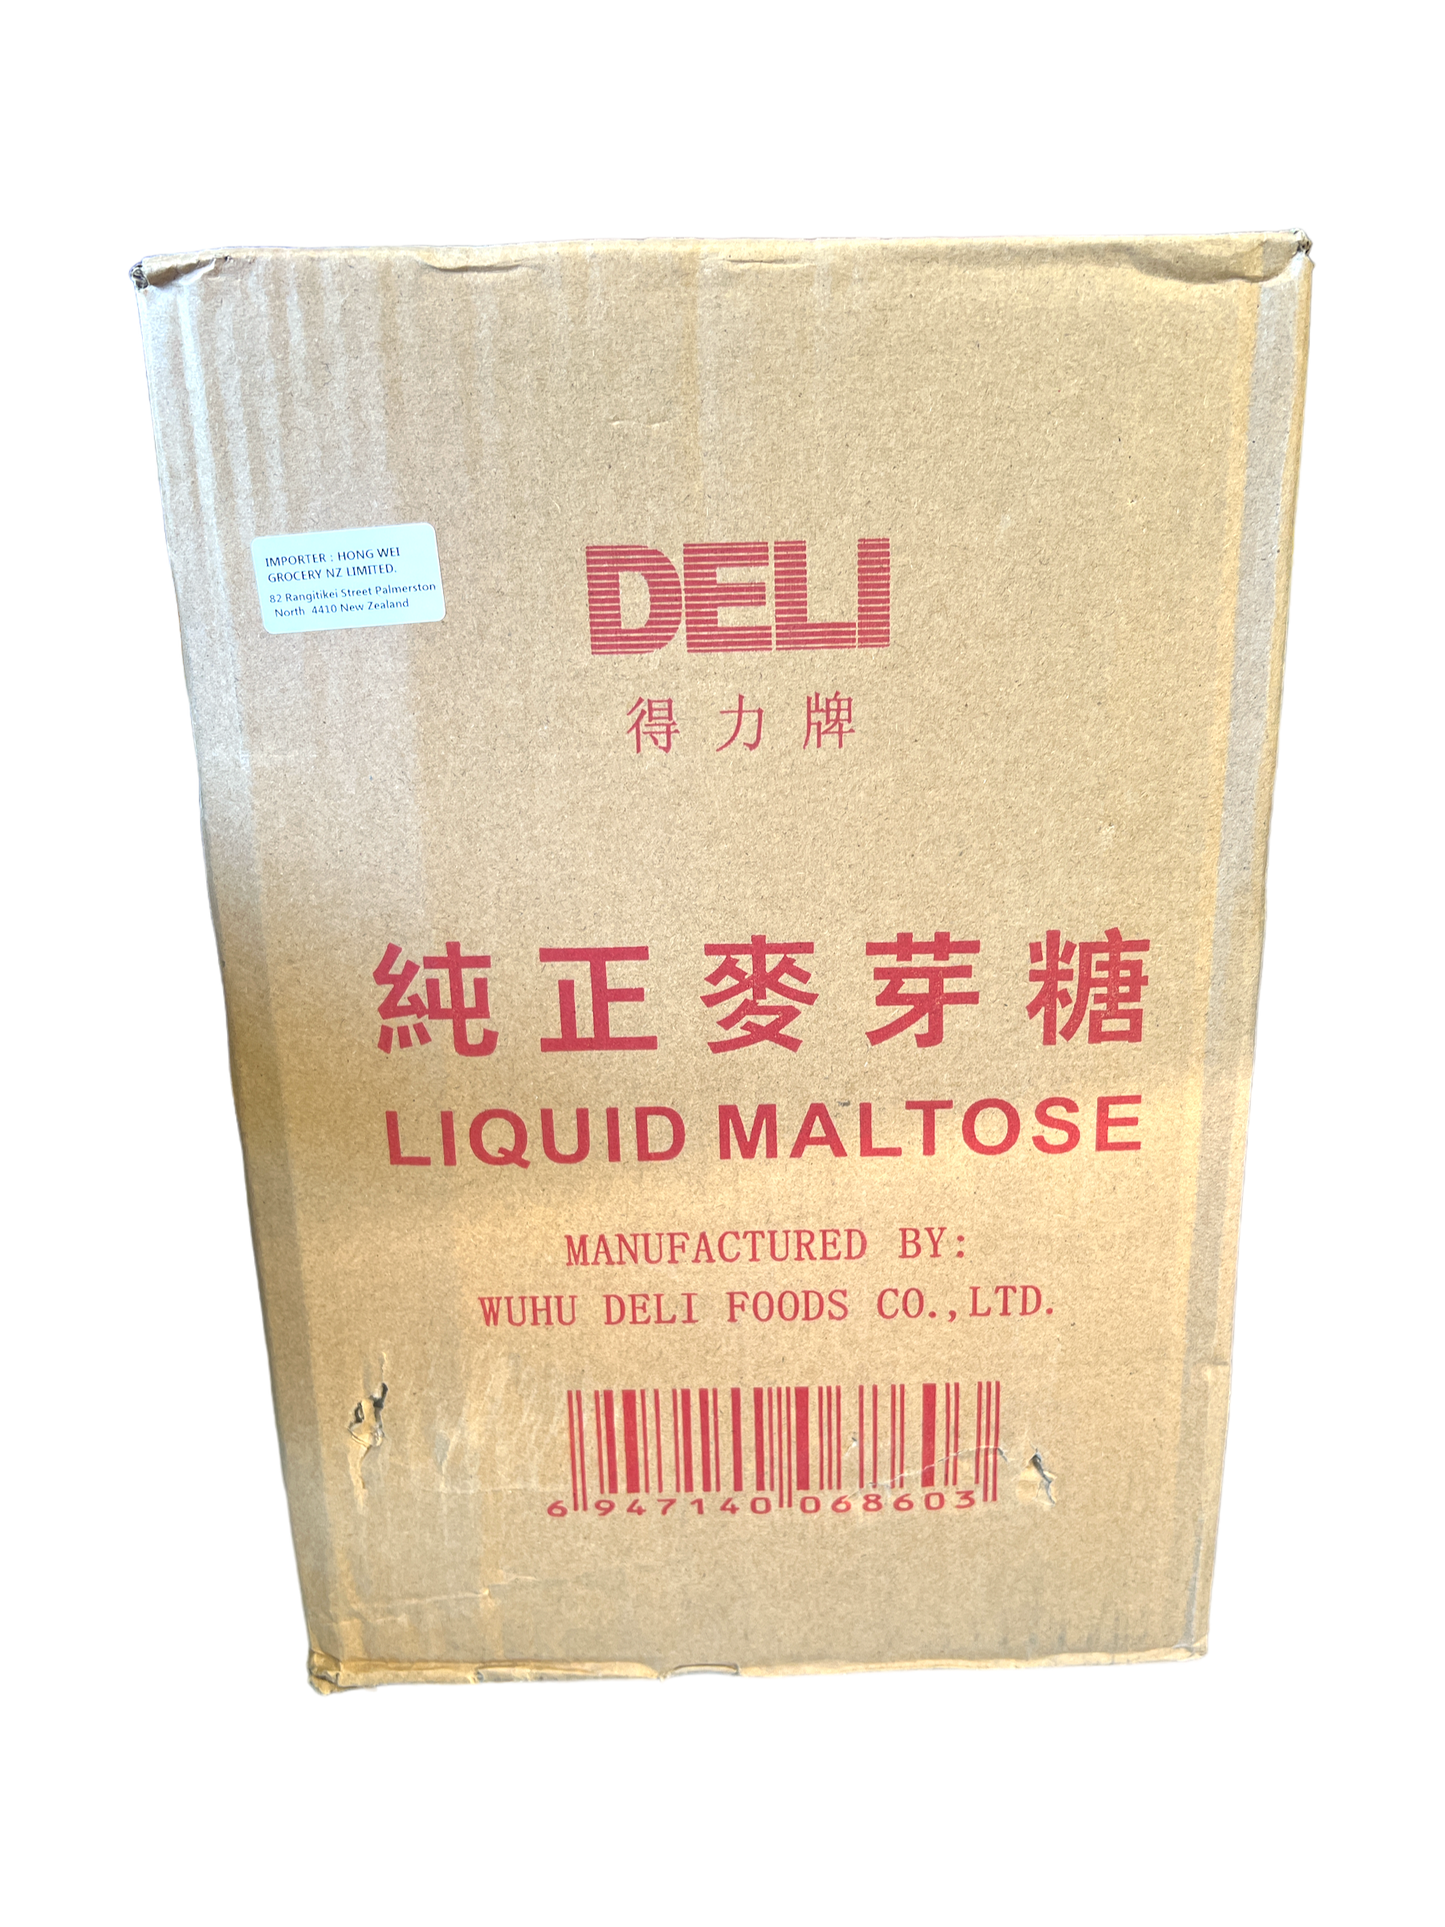 IMPORTER : HONG WEI
GROCERY NZ LIMITED.
82 Rangitikei Street Palmerston
North 4410 New Zealand
DELI
得力牌
純正麥芽糖
LIQUID MALTOSE
MANUFACTURED BY:
WUHU DELI FOODS CO.,LTD.
6 947140 068603